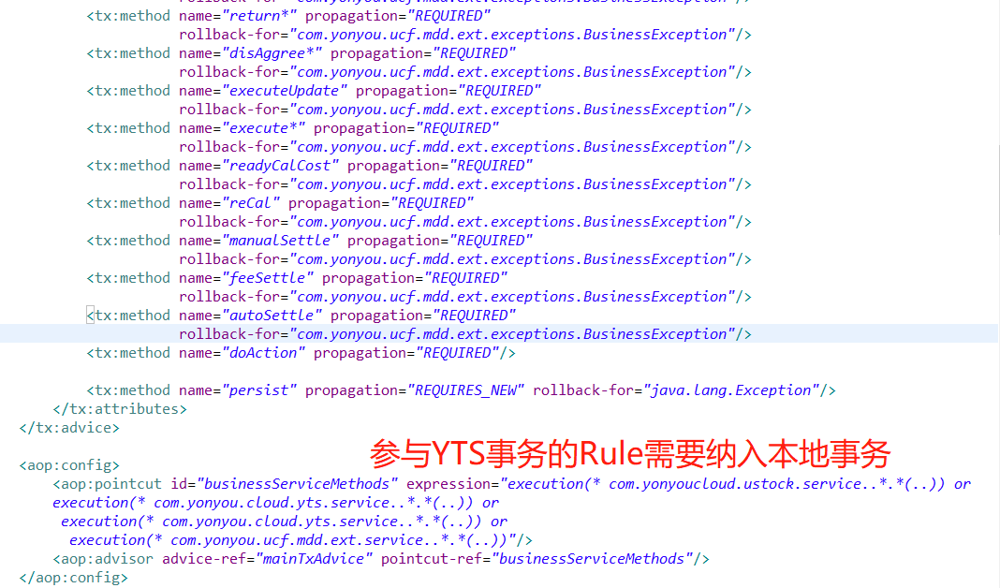 rollback-for="com.yonyou.ucf.mdd.ext.exceptions.BusinessException"/>
<tx:method name="return*" propagation="REQUIRED"
rollback-for="com.yonyou.ucf.mdd.ext.exceptions.BusinessException"/>
<tx:method name="disAggree*" propagation="REQUIRED"
rollback-for="com.yonyou.ucf.mdd.ext.exceptions.BusinessException"/>
<tx:method name="executeUpdate" propagation="REQUIRED"
rollback-for="com.yonyou.ucf.mdd.ext.exceptions.BusinessException"/>
<tx:method name="execute*" propagation="REQUIRED"
rollback-for="com.yonyou.ucf.mdd.ext.exceptions.BusinessException"/>
<tx:method name="readyCalCost" propagation="REQUIRED"
rollback-for="com.yonyou.ucf.mdd.ext.exceptions.BusinessException"/>
<tx:method name="reCal" propagation="REQUIRED"
rollback-for="com.yonyou.ucf.mdd.ext.exceptions.BusinessException"/>
<tx:method name="manualSettle" propagation="REQUIRED"
rollback-for="com.yonyou.ucf.mdd.ext.exceptions.BusinessException"/>
<tx:method name="feeSettle" propagation="REQUIRED"
rollback-for="com.yonyou.ucf.mdd.ext.exceptions.BusinessException"/>
<tx:method name="autoSettle" propagation="REQUIRED"
rollback-for="com.yonyou.ucf.mdd.ext.exceptions.BusinessException"/>
<tx:method name="doAction" propagation="REQUIRED"/>
<tx:method name="persist" propagation="REQUIRES_NEW" rollback-for="java.lang.Exception"/>
</tx:attributes>
</tx:advice>
参与YTS事务的Rule需要纳入本地事务
<aop:config>
<aop:pointcut id="businessServiceMethods" expression="execution(* com.yonyoucloud.ustock.service..*.*(..)) or
execution(* com.yonyou.cloud.yts.service..*.*(..)) or
execution(* com.yonyou.cloud.yts.service..*.*(..)) or
execution(* com.yonyou.ucf.mdd.ext.service..*.*(..))"/>
<aop:advisor advice-ref="mainTxAdvice" pointcut-ref="businessServiceMethods"/>
</aop:config>